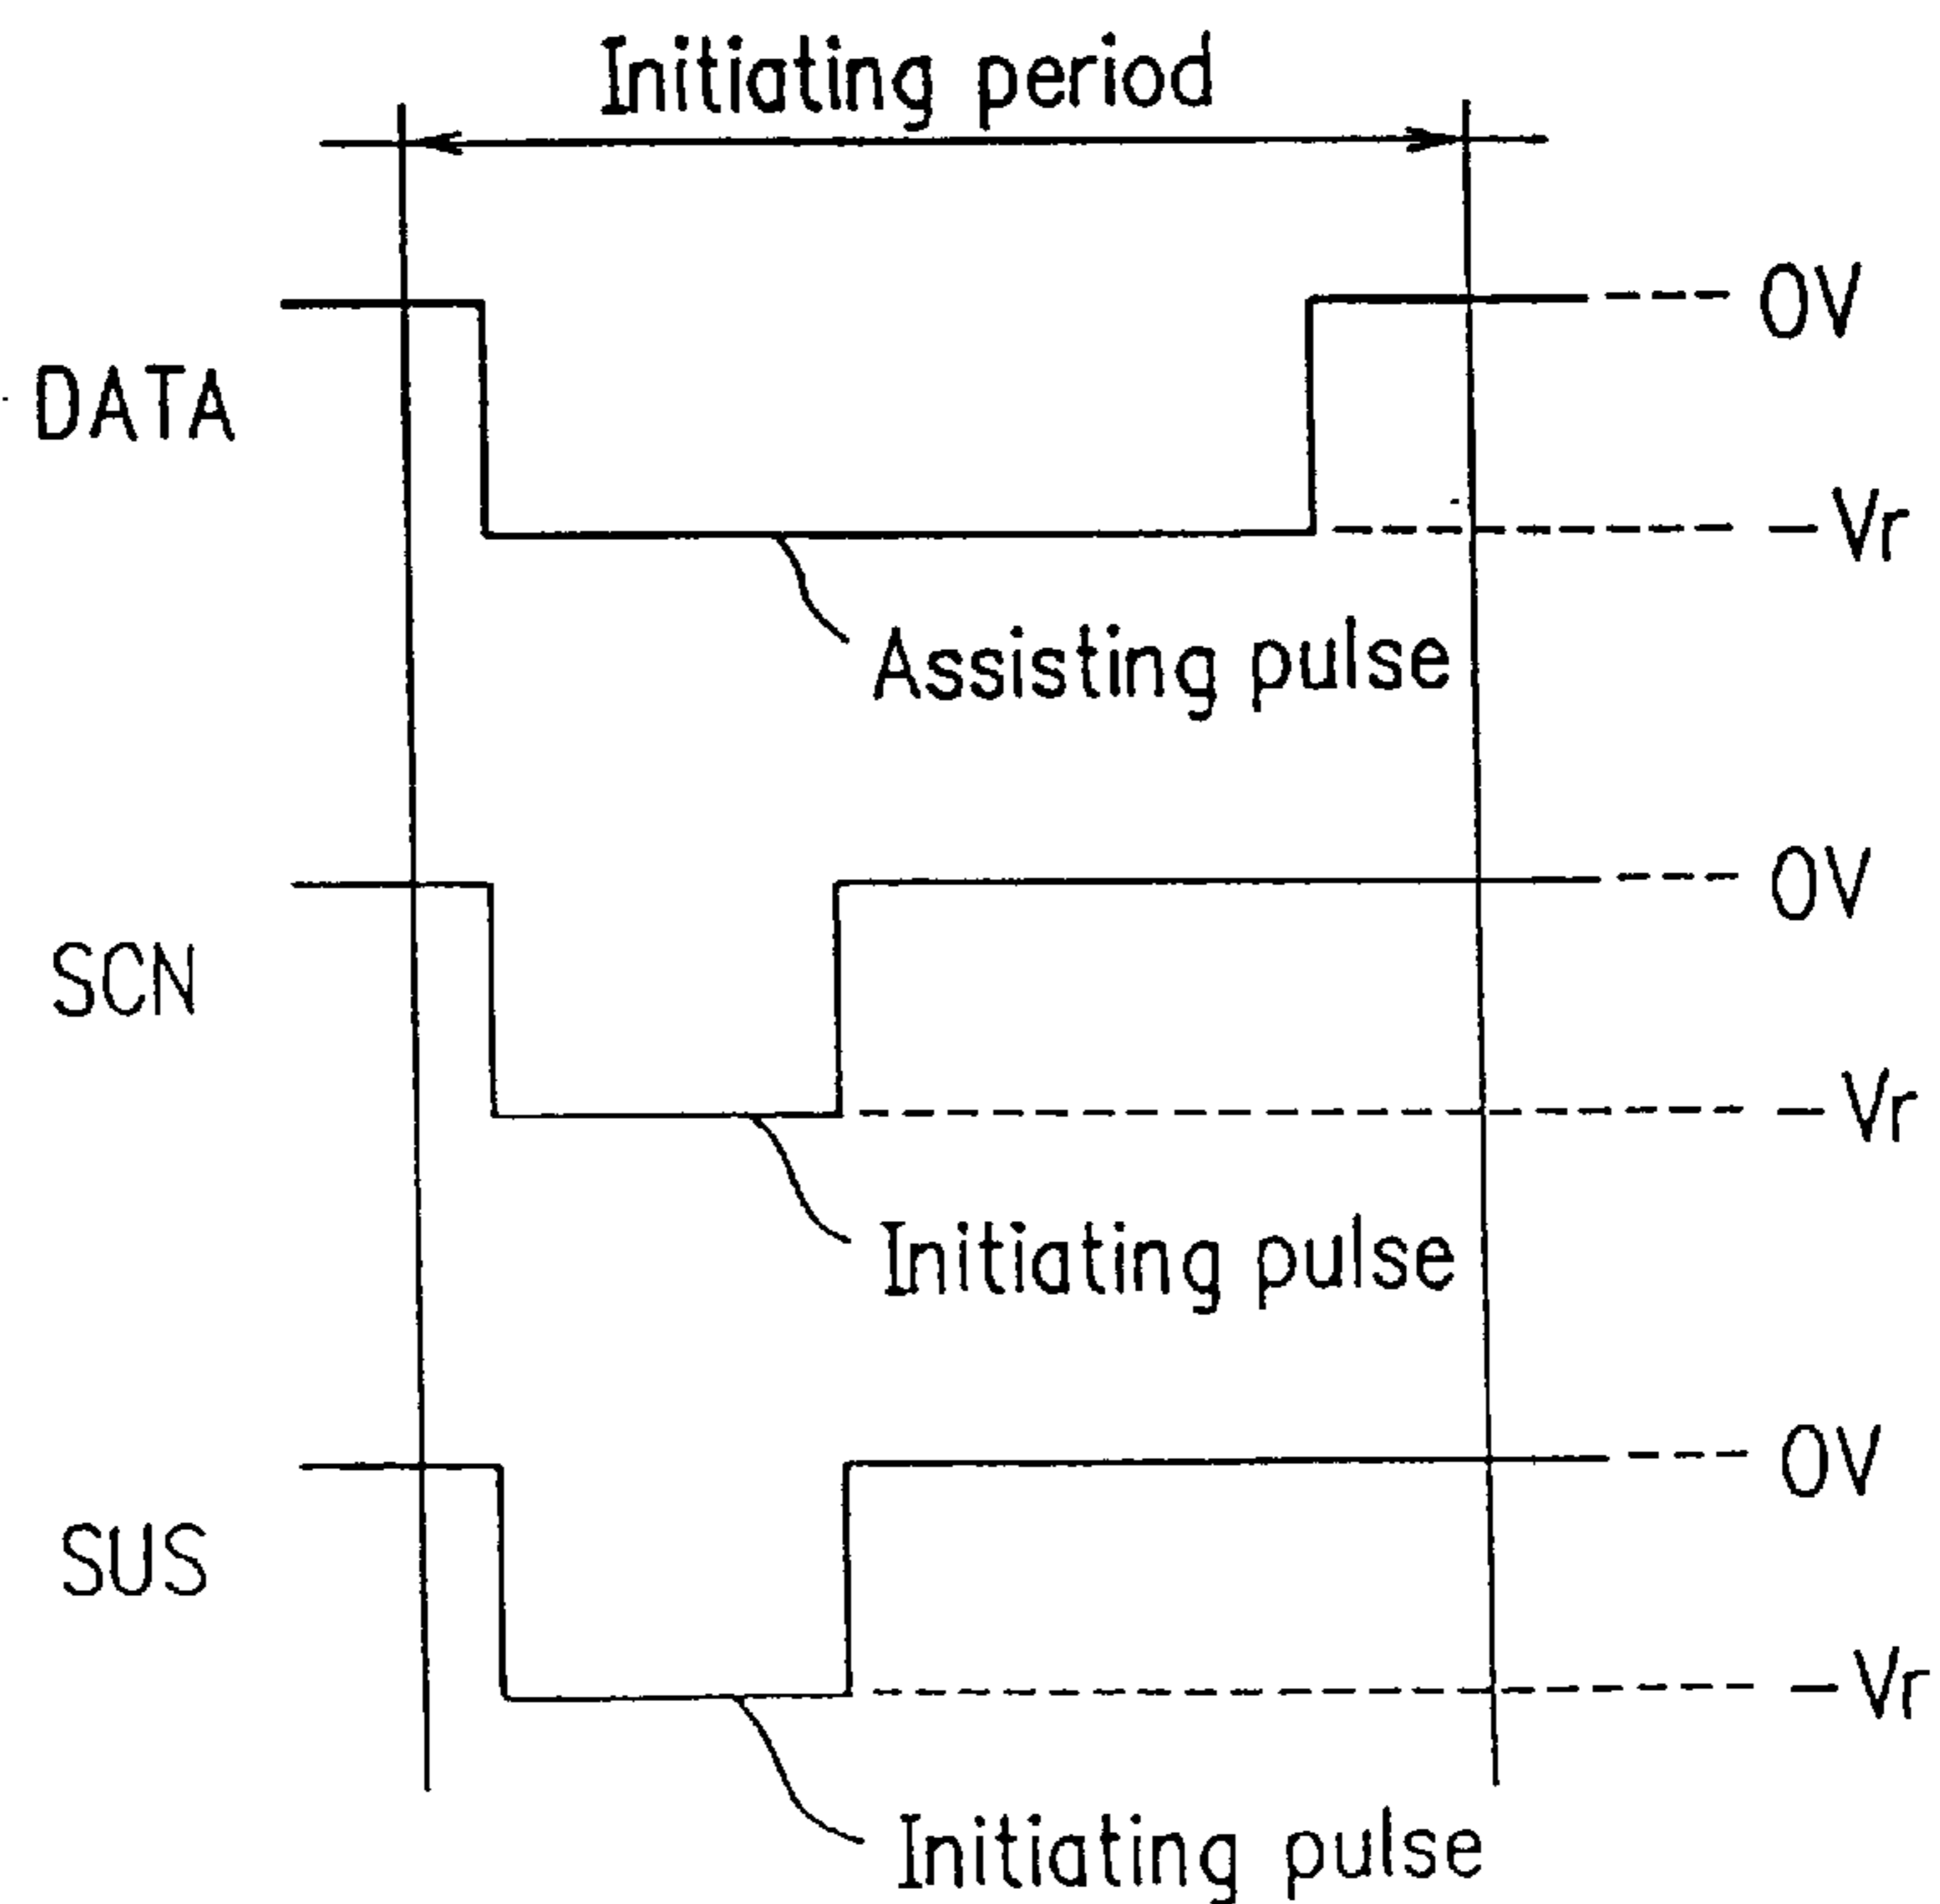 Initiating period
0V
DATA
-Vr
Assisting pulse
0V
SCN
-Vr
Initiating pulse
0V
SUS
-Vr
Initiating pulse